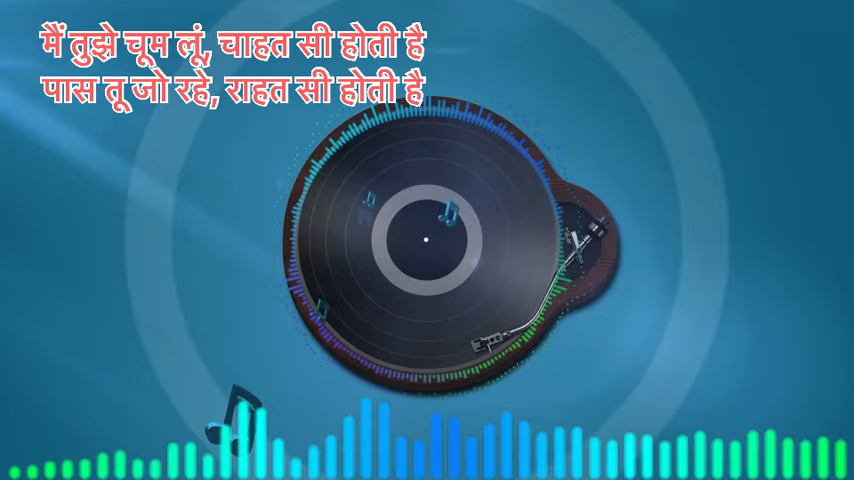 मैं तुझे चूम लूं, चाहत सी होती है
पास तू जो रहे, राहत सी होती है